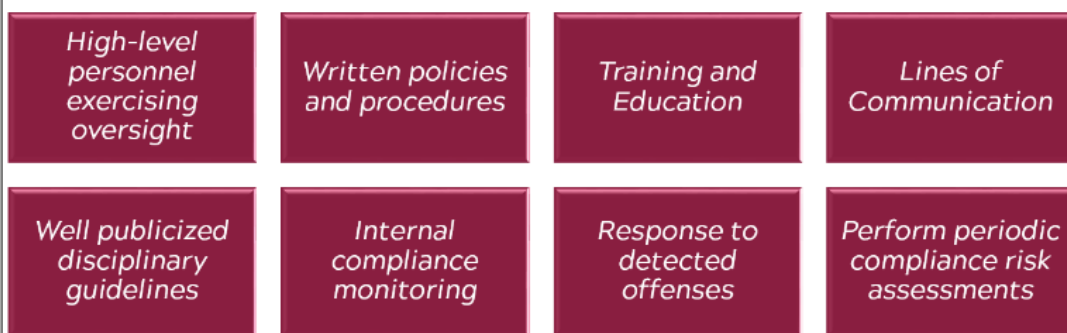 High-level
personnel
exercising
oversight
Written policies
and procedures
Training and
Education
Lines of
Communication
Well publicized
disciplinary
guidelines
Internal
compliance
monitoring
Response to
detected
offenses
Perform periodic
compliance risk
assessments